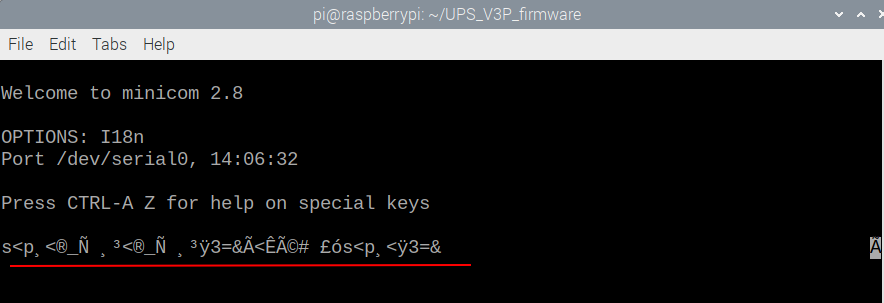 pi@raspberrypi: ~/UPS_V3P_firmware
File Edit Tabs Help
Welcome to minicom 2.8
OPTIONS: I18n
Port /dev/serial0, 14:06:32
Press CTRL-A Z for help on special keys
s<p¸<®_Ñ ¸³<®_Ñ ¸³ÿ3=&Ã<ÊÃ©# £ós<p¸<ÿ3=& Ã